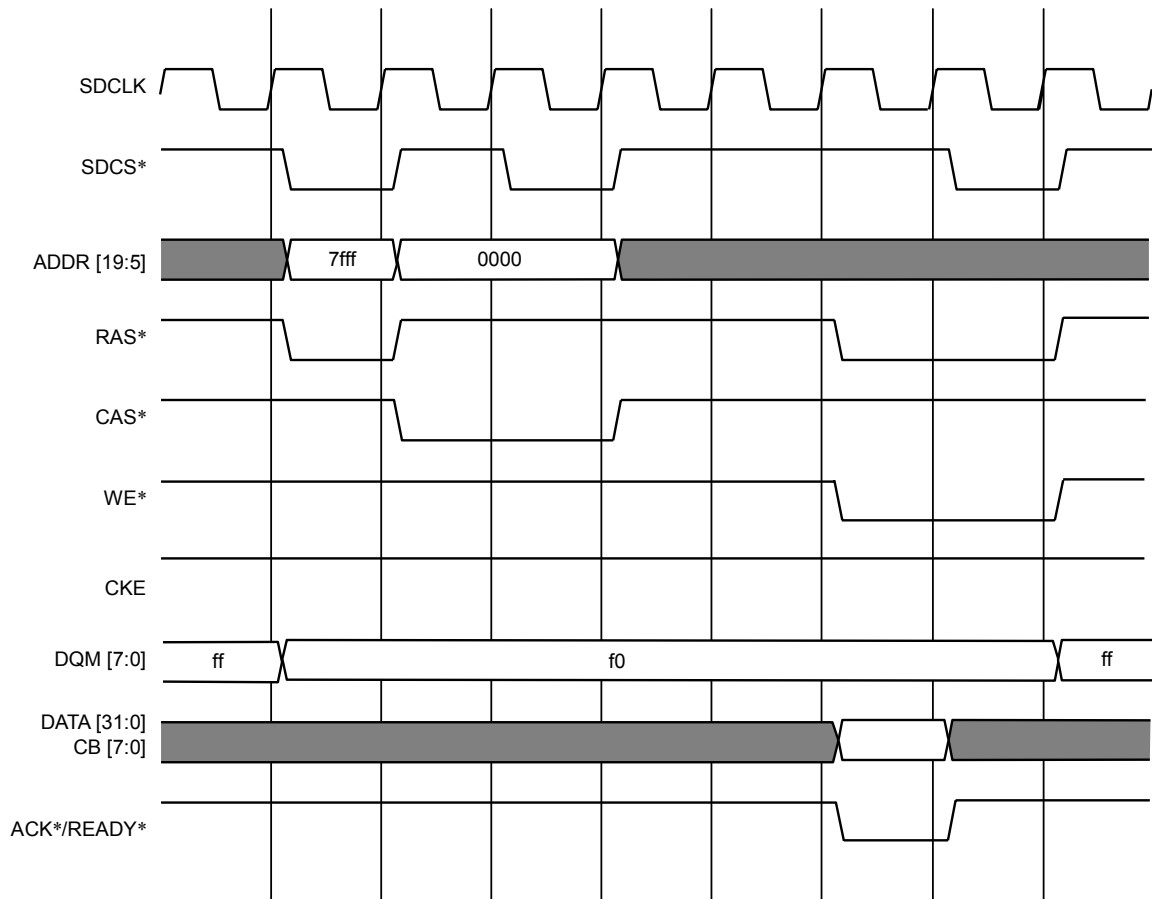 SDCLK
SDCS*
ADDR [19:5] 7fff 0000
RAS*
CAS*
WE*
CKE
DQM [7:0] ff f0 ff
DATA [31:0]
CB [7:0]
ACK*/READY*